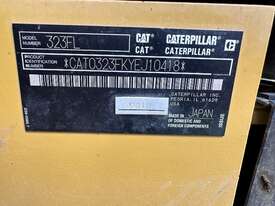 MODEL NUMBER 323FL
CAT® CATERPILLAR®
CAT® CATERPILLAR®
PRODUCT IDENTIFICATION NUMBER *CAT0323FKYEJ10418*
CATERPILLAR INC.
PEORIA, IL 61629
USA
MADE IN JAPAN
OF DOMESTIC AND
FOREIGN COMPONENTS